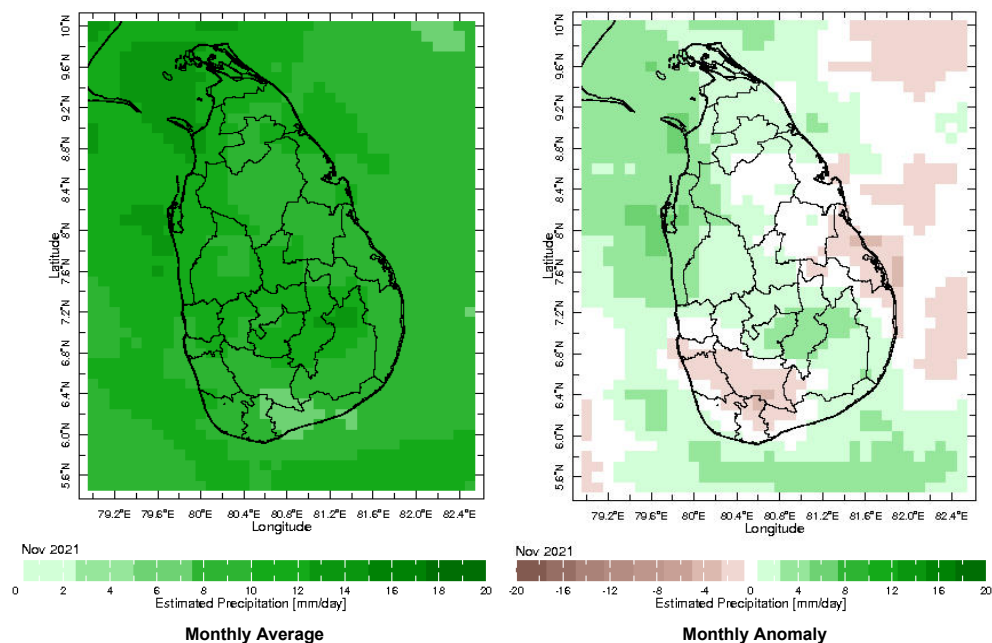 10°N
9.6°N
9.2°N
8.8°N
8.4°N
8°N
7.6°N
7.2°N
6.8°N
6.4°N
6.0°N
5.6°N
Latitude
79.2°E 79.6°E 80°E 80.4°E 80.8°E 81.2°E 81.6°E 82°E 82.4°E
Longitude
Nov 2021
0 2 4 6 8 10 12 14 16 18 20
Estimated Precipitation [mm/day]
Monthly Average
10°N
9.6°N
9.2°N
8.8°N
8.4°N
8°N
7.6°N
7.2°N
6.8°N
6.4°N
6.0°N
5.6°N
Latitude
79.2°E 79.6°E 80°E 80.4°E 80.8°E 81.2°E 81.6°E 82°E 82.4°E
Longitude
Nov 2021
-20 -16 -12 -8 -4 0 2 4 6 8 10 12 14 16 18 20
Estimated Precipitation [mm/day]
Monthly Anomaly